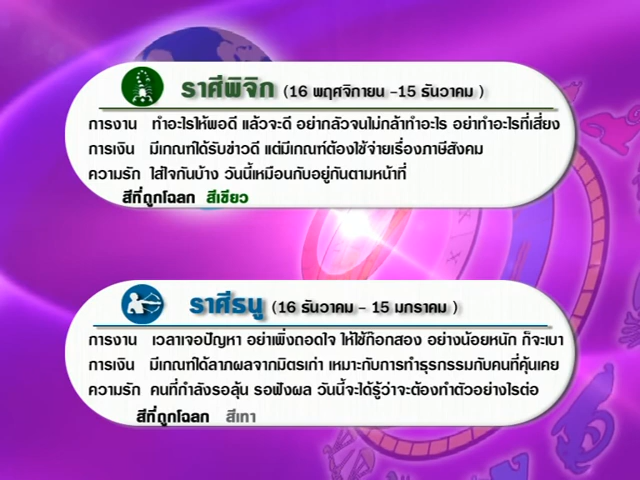 ราศีพิจิก (16 พฤศจิกายน -15 ธันวาคม )
การงาน ทำอะไรให้พอดี แล้วจะดี อย่ากลัวจนไม่กล้าทำอะไร อย่าทำอะไรที่เสี่ยง
การเงิน มีเกณฑ์ได้รับข่าวดี แต่มีเกณฑ์ต้องใช้จ่ายเรื่องภาษีสังคม
ความรัก ใส่ใจกันบ้าง วันนี้เหมือนกับอยู่กันตามหน้าที่
สีที่ถูกโฉลก สีเขียว
ราศีธนู (16 ธันวาคม – 15 มกราคม )
การงาน เวลาเจอปัญหา อย่าเพิ่งถอดใจ ให้ใช้ก๊อกสอง อย่างน้อยหนัก ก็จะเบา
การเงิน มีเกณฑ์ได้ลาภผลจากมิตรเก่า เหมาะกับการทำธุรกรรมกับคนที่คุ้นเคย
ความรัก คนที่กำลังรอลุ้น รอฟังผล วันนี้จะได้รู้ว่าจะต้องทำตัวอย่างไรต่อ
สีที่ถูกโฉลก สีเทา